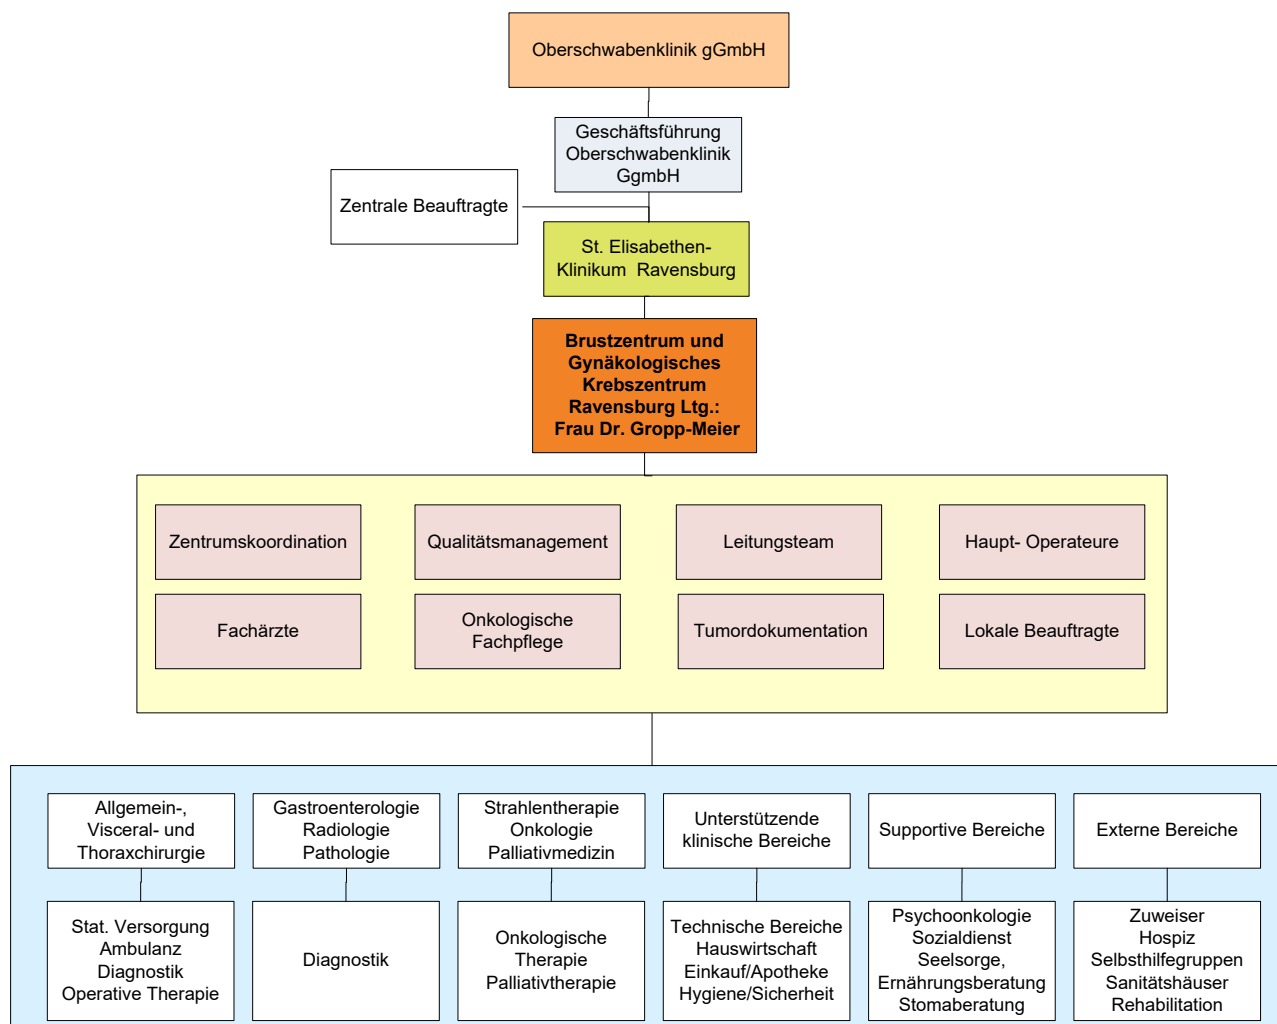 Oberschwabenklinik gGmbH
Geschäftsführung
Oberschwabenklinik
GgmbH
Zentrale Beauftragte
St. Elisabethen-
Klinikum  Ravensburg
Brustzentrum und
Gynäkologisches
Krebszentrum
Ravensburg Ltg.:
Frau Dr. Gropp-Meier
Zentrumskoordination
Qualitätsmanagement
Leitungsteam
Haupt- Operateure
Fachärzte
Onkologische
Fachpflege
Tumordokumentation
Lokale Beauftragte
Allgemein-,
Visceral- und
Thoraxchirurgie
Gastroenterologie
Radiologie
Pathologie
Strahlentherapie
Onkologie
Palliativmedizin
Unterstützende
klinische Bereiche
Supportive Bereiche
Externe Bereiche
Stat. Versorgung
Ambulanz
Diagnostik
Operative Therapie
Diagnostik
Onkologische
Therapie
Palliativtherapie
Technische Bereiche
Hauswirtschaft
Einkauf/Apotheke
Hygiene/Sicherheit
Psychoonkologie
Sozialdienst
Seelsorge,
Ernährungsberatung
Stomaberatung
Zuweiser
Hospiz
Selbsthilfegruppen
Sanitätshäuser
Rehabilitation